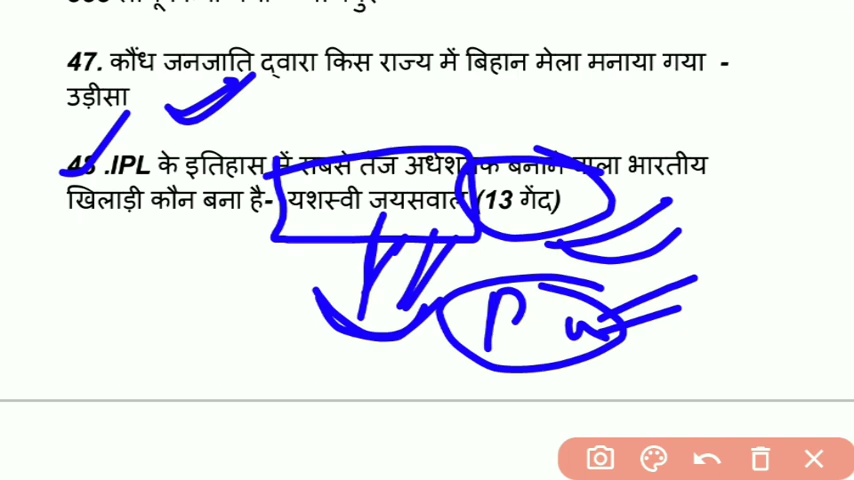 47. कौंध जनजाति द्वारा किस राज्य में बिहान मेला मनाया गया -
उड़ीसा
48 .IPL के इतिहास में सबसे तेज अर्धशतक बनाने वाला भारतीय
खिलाड़ी कौन बना है- यशस्वी जयसवाल (13 गेंद)